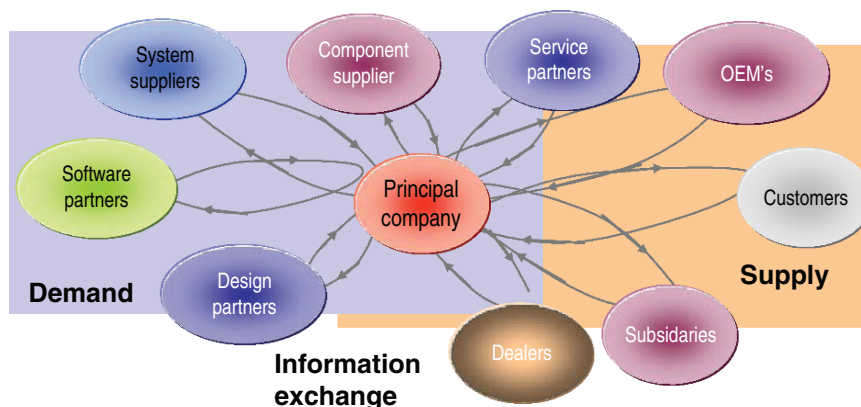 System
suppliers
Component
supplier
Service
partners
OEM's
Software
partners
Principal
company
Customers
Demand
Design
partners
Supply
Information
exchange
Dealers
Subsidaries